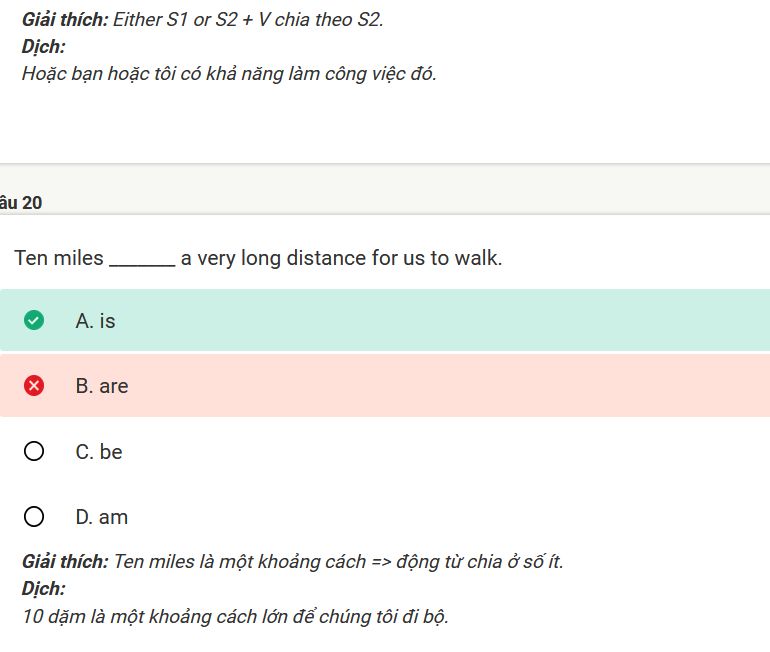 Giải thích: Either S1 or S2 + V chia theo S2.
Dịch:
Hoặc bạn hoặc tôi có khả năng làm công việc đó.
âu 20
Ten miles _______ a very long distance for us to walk.
A. is
B. are
C. be
D. am
Giải thích: Ten miles là một khoảng cách => động từ chia ở số ít.
Dịch:
10 dặm là một khoảng cách lớn để chúng tôi đi bộ.